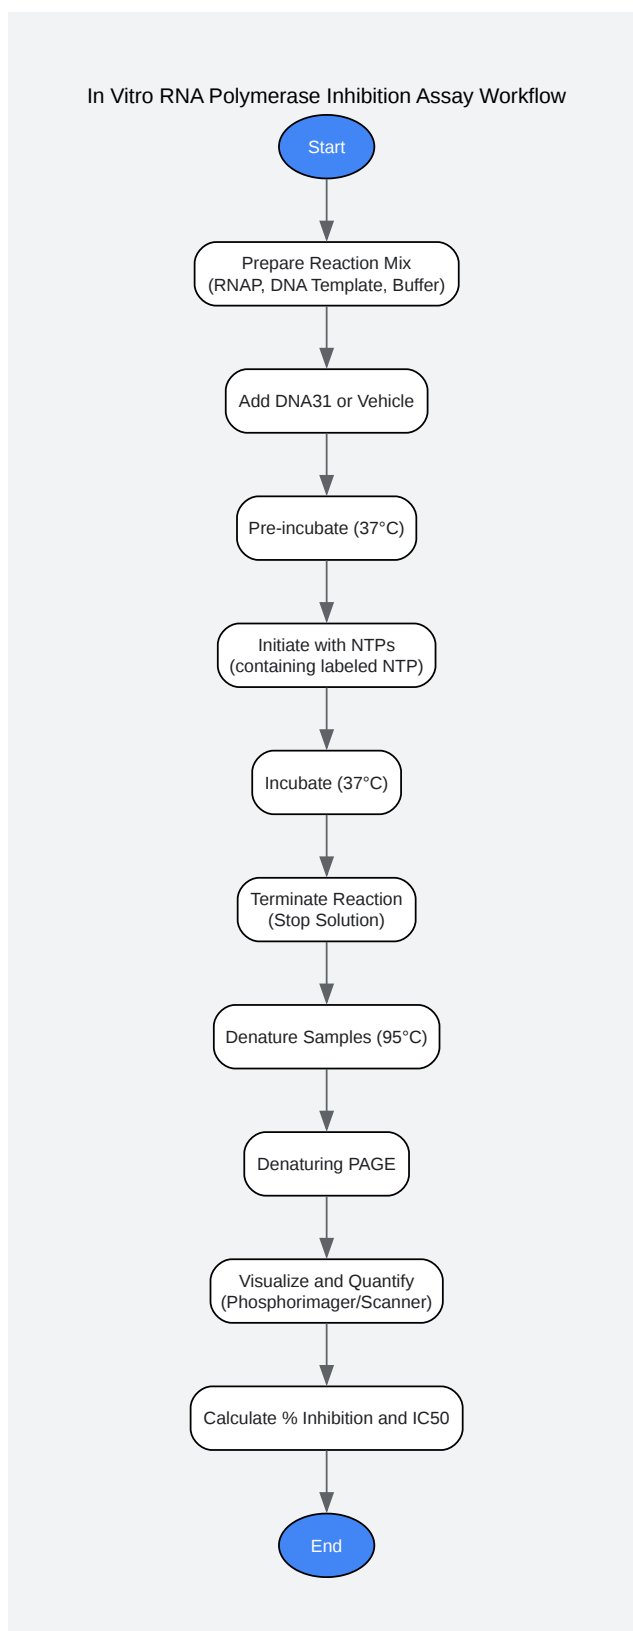 In Vitro RNA Polymerase Inhibition Assay Workflow
Start
Prepare Reaction Mix
(RNAP, DNA Template, Buffer)
Add DNA31 or Vehicle
Pre-incubate (37°C)
Initiate with NTPs
(containing labeled NTP)
Incubate (37°C)
Terminate Reaction
(Stop Solution)
Denature Samples (95°C)
Denaturing PAGE
Visualize and Quantify
(Phosphorimager/Scanner)
Calculate % Inhibition and IC50
End